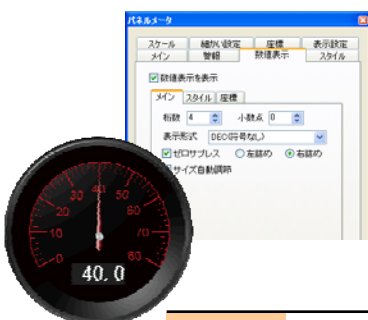 パネルメータ
スケール 細かい設定 座標 表示設定
メイン 警報 数値表示 スタイル
数値表示を表示
メイン スタイル 座標
桁数 4 小数点 0
表示形式 DEC(符号なし)
ゼロサプレス 左詰め 右詰め
サイズ自動調節
0 10 20 30 40 50 60 70 80
40.0